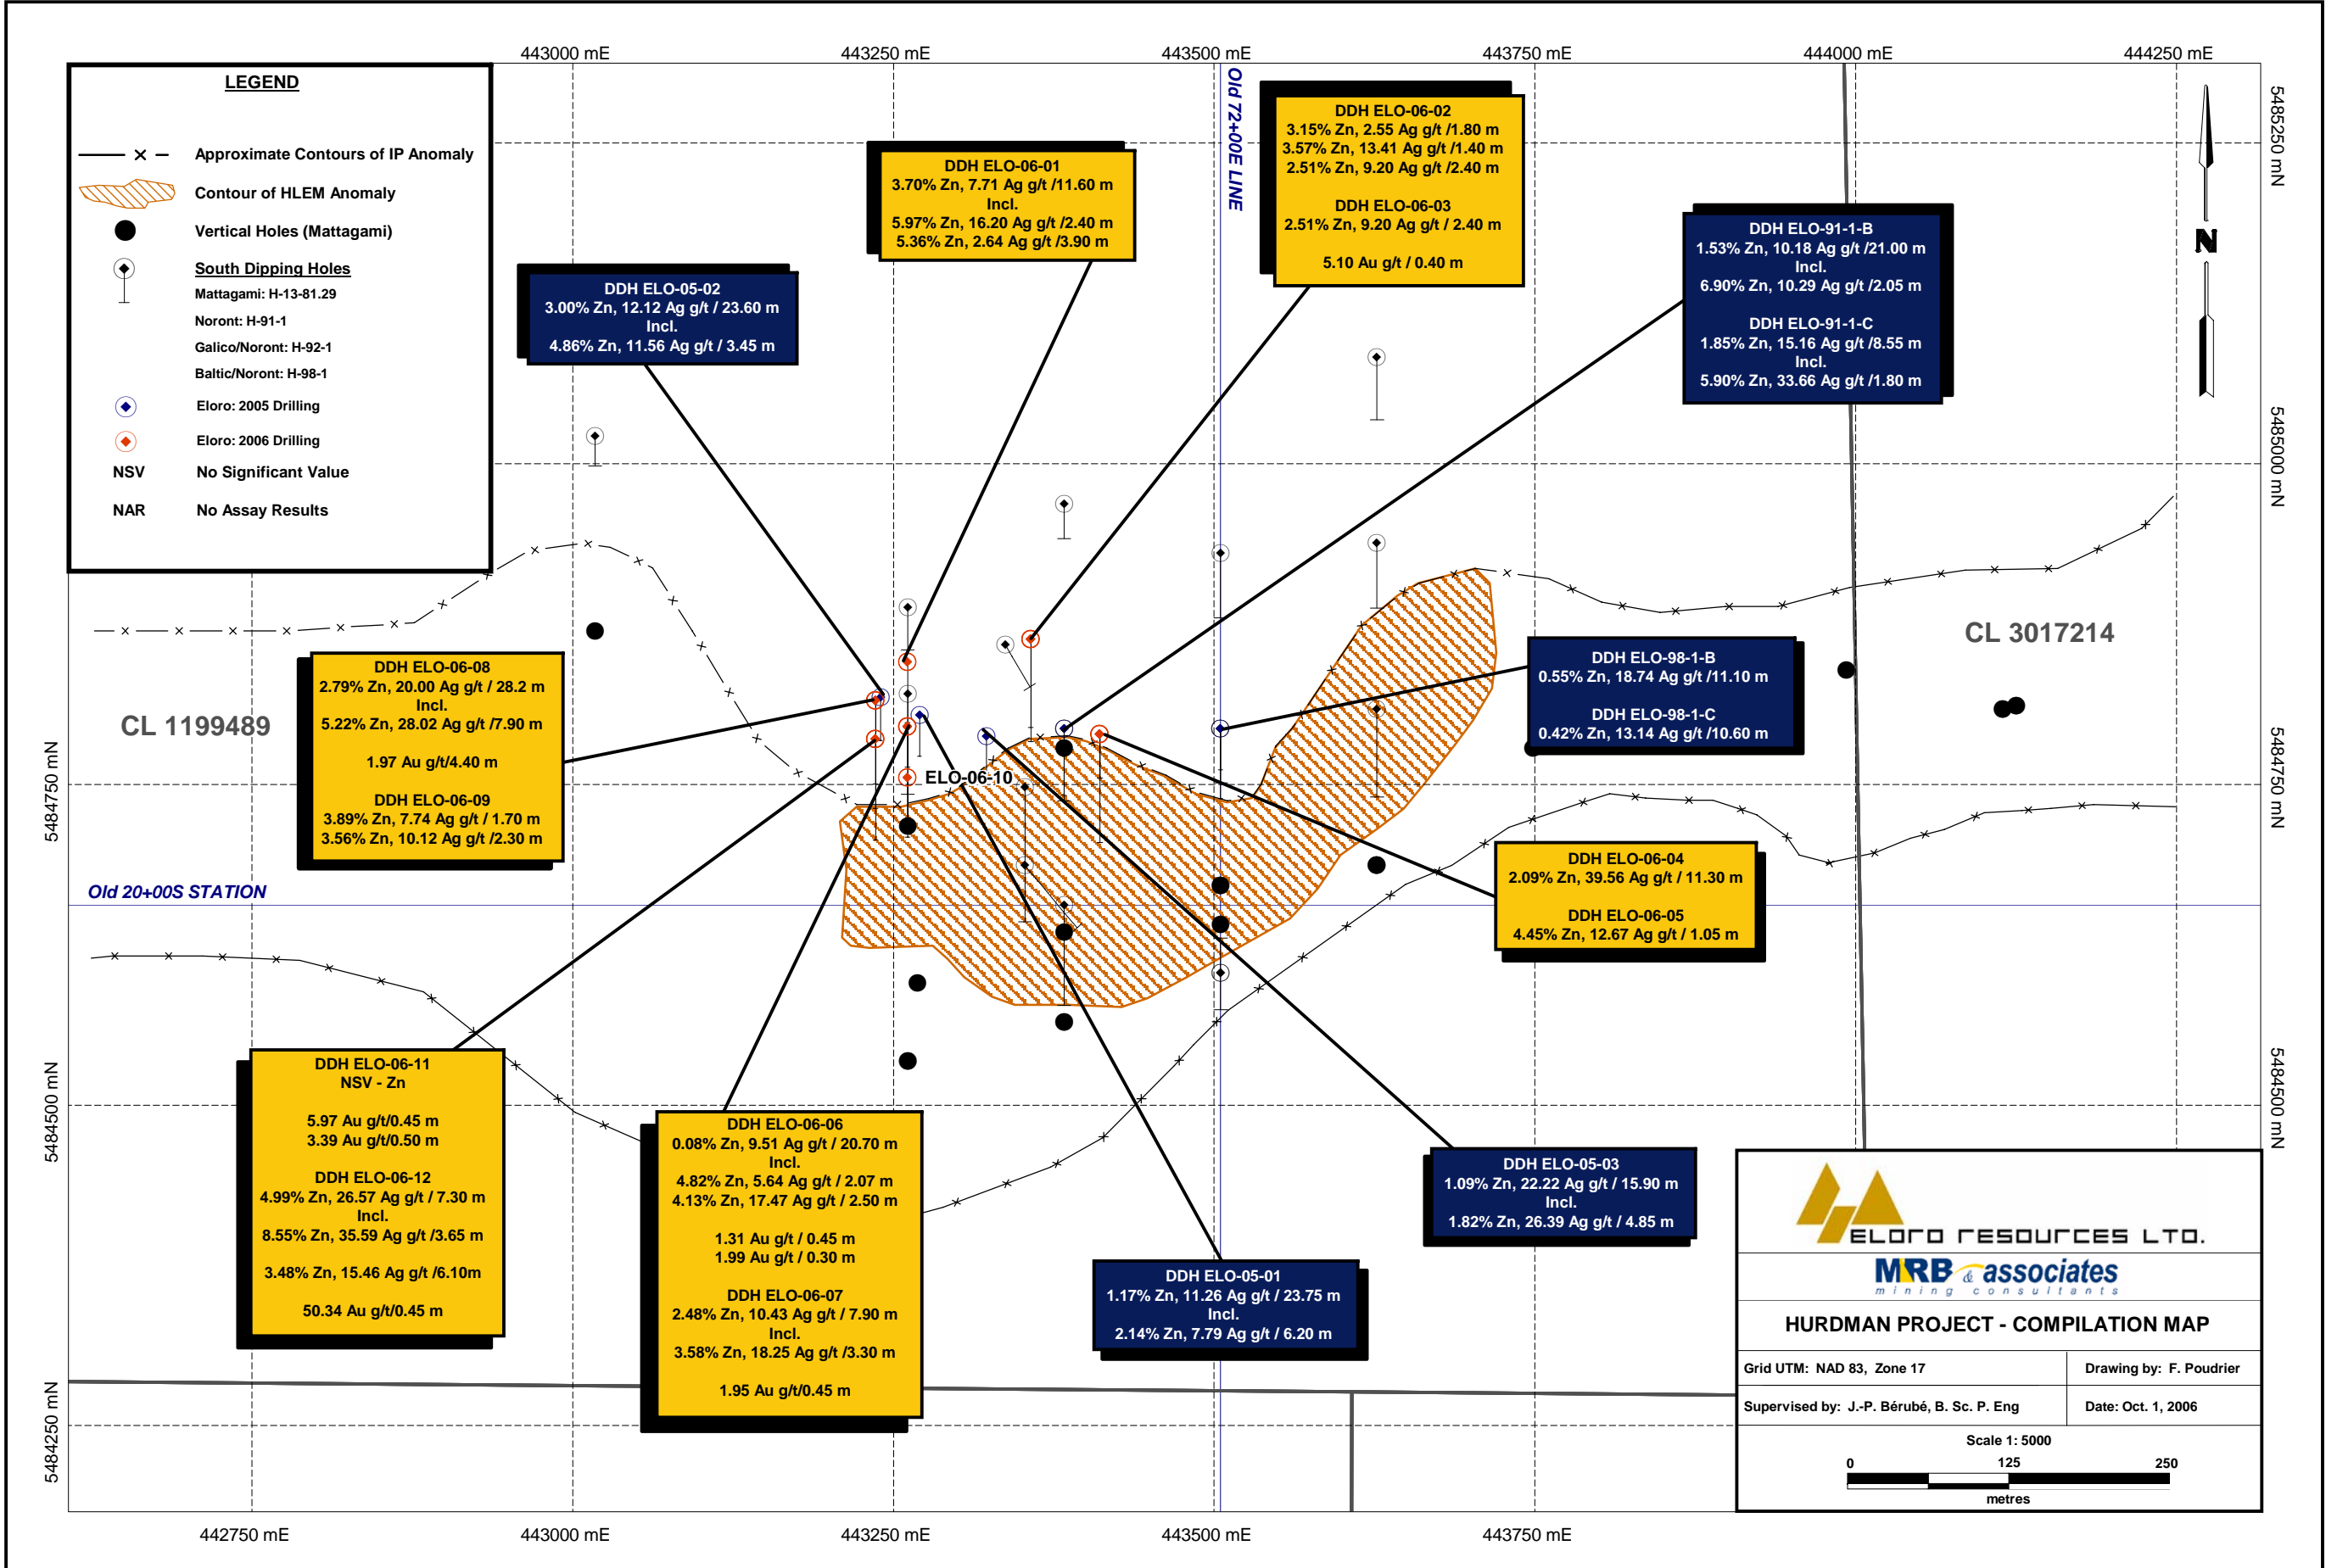 443000 mE
443250 mE
443500 mE
443750 mE
444000 mE
444250 mE
LEGEND
Approximate Contours of IP Anomaly
Contour of HLEM Anomaly
Vertical Holes (Mattagami)
South Dipping Holes
Mattagami: H-13-81.29
Noront: H-91-1
Galico/Noront: H-92-1
Baltic/Noront: H-98-1
Eloro: 2005 Drilling
Eloro: 2006 Drilling
NSV No Significant Value
NAR No Assay Results
DDH ELO-05-02
3.00% Zn, 12.12 Ag g/t / 23.60 m
Incl.
4.86% Zn, 11.56 Ag g/t / 3.45 m
DDH ELO-06-01
3.70% Zn, 7.71 Ag g/t /11.60 m
Incl.
5.97% Zn, 16.20 Ag g/t /2.40 m
5.36% Zn, 2.64 Ag g/t /3.90 m
Old 72+00E LINE
DDH ELO-06-02
3.15% Zn, 2.55 Ag g/t /1.80 m
3.57% Zn, 13.41 Ag g/t /1.40 m
2.51% Zn, 9.20 Ag g/t /2.40 m
DDH ELO-06-03
2.51% Zn, 9.20 Ag g/t / 2.40 m
5.10 Au g/t / 0.40 m
DDH ELO-91-1-B
1.53% Zn, 10.18 Ag g/t /21.00 m
Incl.
6.90% Zn, 10.29 Ag g/t /2.05 m
DDH ELO-91-1-C
1.85% Zn, 15.16 Ag g/t /8.55 m
Incl.
5.90% Zn, 33.66 Ag g/t /1.80 m
N
5485250 mN
5485000 mN
5484750 mN
5484500 mN
CL 3017214
CL 1199489
DDH ELO-06-08
2.79% Zn, 20.00 Ag g/t / 28.2 m
Incl.
5.22% Zn, 28.02 Ag g/t /7.90 m
1.97 Au g/t/4.40 m
DDH ELO-06-09
3.89% Zn, 7.74 Ag g/t / 1.70 m
3.56% Zn, 10.12 Ag g/t /2.30 m
ELO-06-10
DDH ELO-98-1-B
0.55% Zn, 18.74 Ag g/t /11.10 m
DDH ELO-98-1-C
0.42% Zn, 13.14 Ag g/t /10.60 m
DDH ELO-06-04
2.09% Zn, 39.56 Ag g/t / 11.30 m
DDH ELO-06-05
4.45% Zn, 12.67 Ag g/t / 1.05 m
Old 20+00S STATION
5484750 mN
5484500 mN
5484250 mN
DDH ELO-06-11
NSV - Zn
5.97 Au g/t/0.45 m
3.39 Au g/t/0.50 m
DDH ELO-06-12
4.99% Zn, 26.57 Ag g/t / 7.30 m
Incl.
8.55% Zn, 35.59 Ag g/t /3.65 m
3.48% Zn, 15.46 Ag g/t /6.10m
50.34 Au g/t/0.45 m
DDH ELO-06-06
0.08% Zn, 9.51 Ag g/t / 20.70 m
Incl.
4.82% Zn, 5.64 Ag g/t / 2.07 m
4.13% Zn, 17.47 Ag g/t / 2.50 m
1.31 Au g/t / 0.45 m
1.99 Au g/t / 0.30 m
DDH ELO-06-07
2.48% Zn, 10.43 Ag g/t / 7.90 m
Incl.
3.58% Zn, 18.25 Ag g/t /3.30 m
1.95 Au g/t/0.45 m
DDH ELO-05-01
1.17% Zn, 11.26 Ag g/t / 23.75 m
Incl.
2.14% Zn, 7.79 Ag g/t / 6.20 m
DDH ELO-05-03
1.09% Zn, 22.22 Ag g/t / 15.90 m
Incl.
1.82% Zn, 26.39 Ag g/t / 4.85 m
ELORO RESOURCES LTD.
MRB & associates
mining consultants
HURDMAN PROJECT - COMPILATION MAP
Grid UTM: NAD 83, Zone 17
Drawing by: F. Poudrier
Supervised by: J.-P. Bérubé, B. Sc. P. Eng
Date: Oct. 1, 2006
Scale 1: 5000
0 125 250
metres
442750 mE
443000 mE
443250 mE
443500 mE
443750 mE